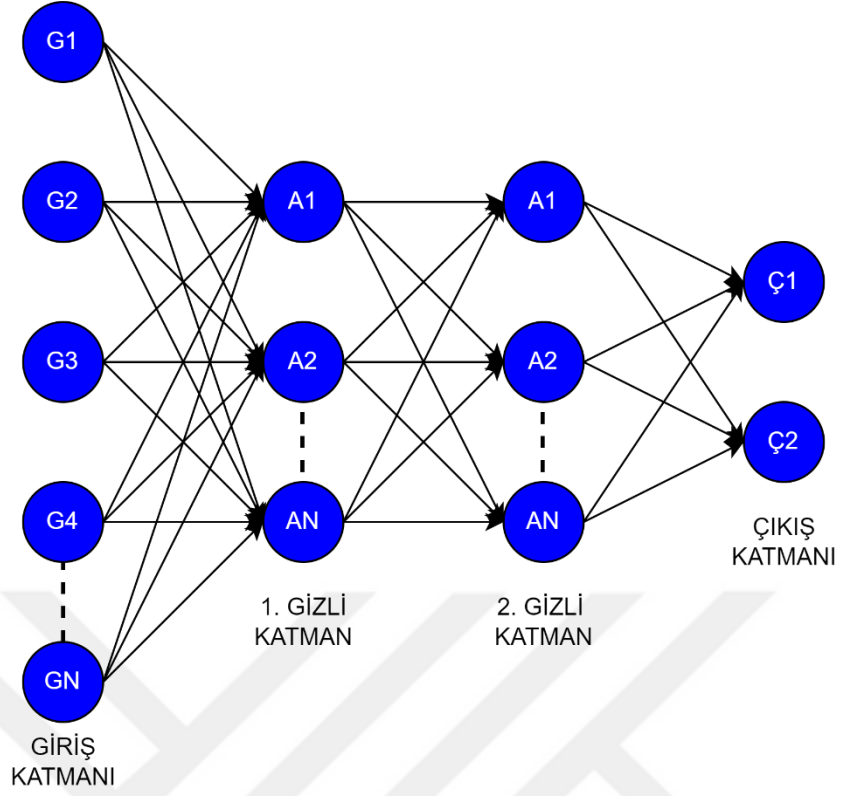 G1
G2
G3
G4
GN
GİRİŞ
KATMANI
A1
A2
AN
1. GİZLİ
KATMAN
A1
A2
AN
2. GİZLİ
KATMAN
Ç1
Ç2
ÇIKIŞ
KATMANI